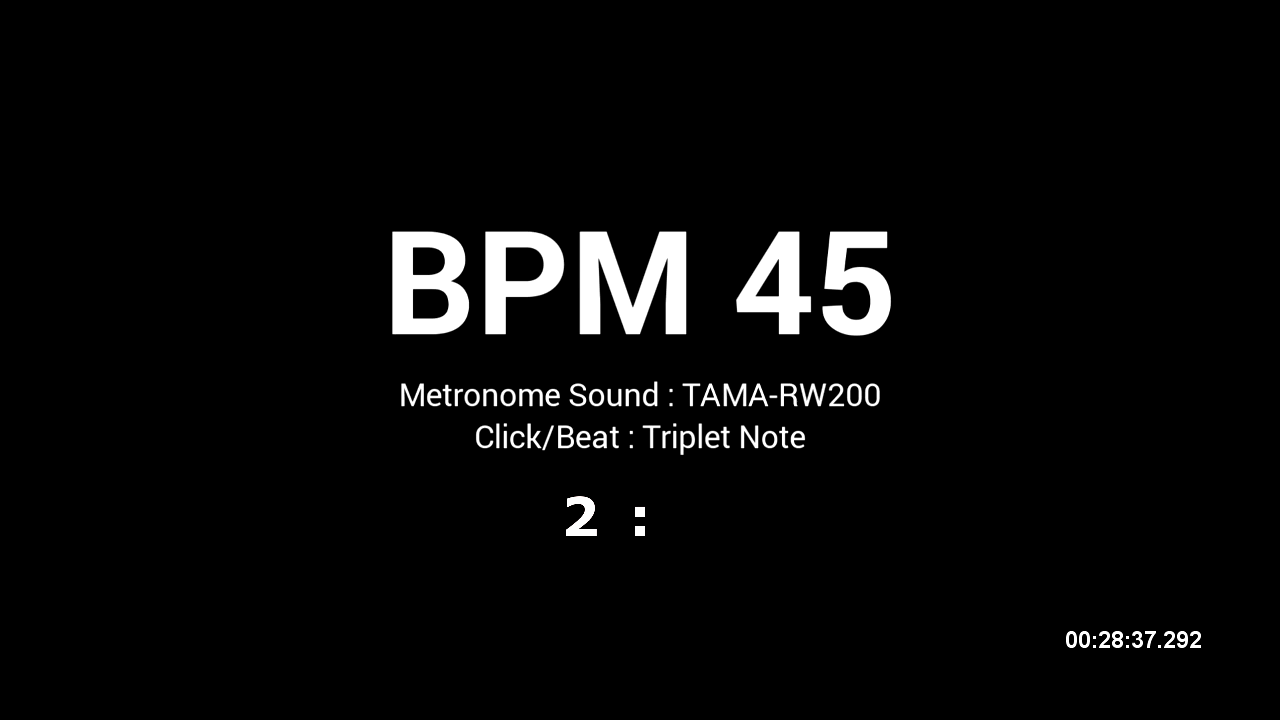 BPM 45
Metronome Sound : TAMA-RW200
Click/Beat : Triplet Note
2 :
00:28:37.292